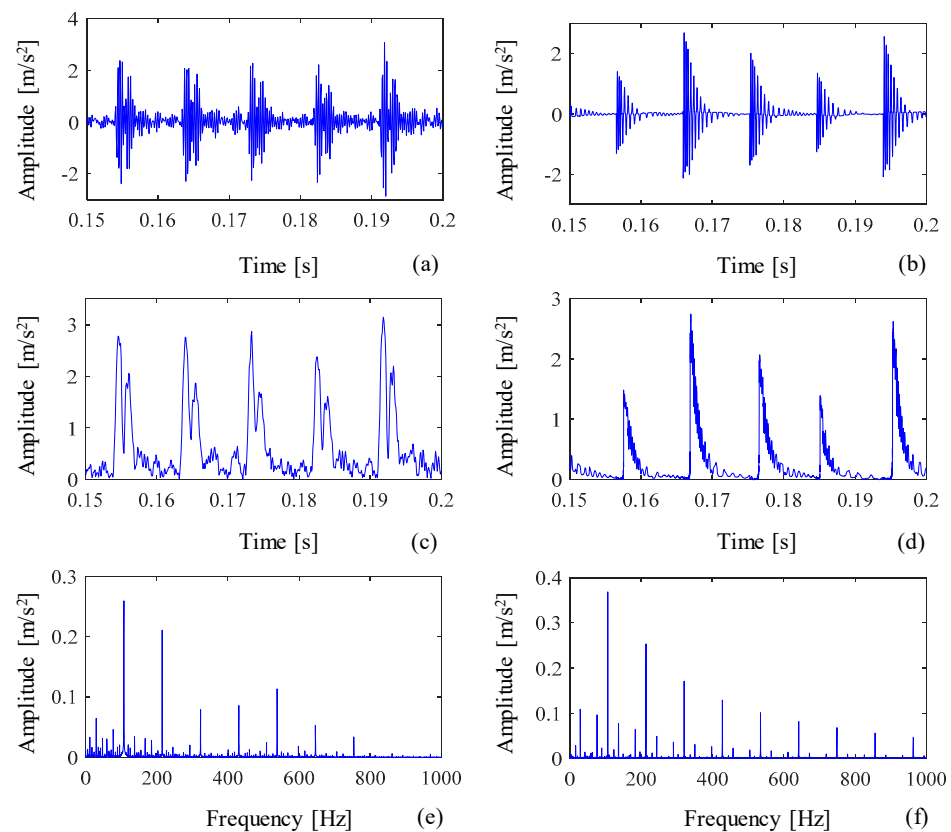 Amplitude [m/s²]
4
2
0
-2
0.15 0.16 0.17 0.18 0.19 0.2
Time [s]
(a)
Amplitude [m/s²]
2
0
-2
0.15 0.16 0.17 0.18 0.19 0.2
Time [s]
(b)
Amplitude [m/s²]
3
2
1
0
0.15 0.16 0.17 0.18 0.19 0.2
Time [s]
(c)
Amplitude [m/s²]
3
2
1
0
0.15 0.16 0.17 0.18 0.19 0.2
Time [s]
(d)
Amplitude [m/s²]
0.3
0.2
0.1
0
0 200 400 600 800 1000
Frequency [Hz]
(e)
Amplitude [m/s²]
0.4
0.3
0.2
0.1
0
0 200 400 600 800 1000
Frequency [Hz]
(f)